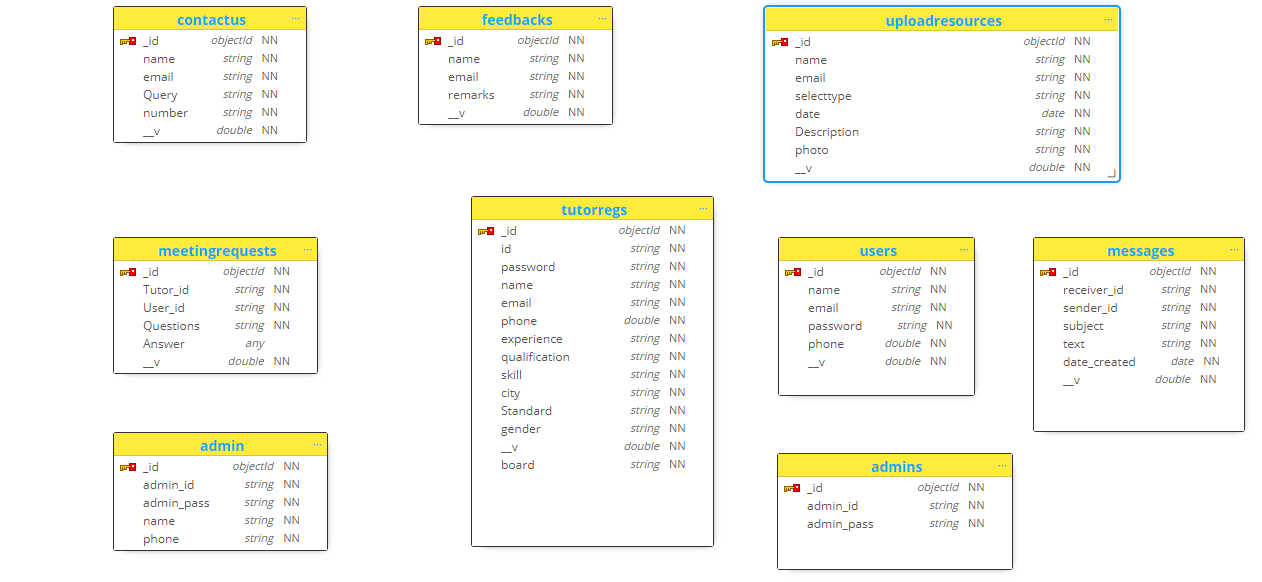 contactus ...
_id objectId NN
name string NN
email string NN
Query string NN
number string NN
__v double NN
feedbacks ...
_id objectId NN
name string NN
email string NN
remarks string NN
__v double NN
uploadresources ...
_id objectId NN
name string NN
email string NN
selecttype string NN
date date NN
Description string NN
photo string NN
__v double NN
meetingrequests ...
_id objectId NN
Tutor_id string NN
User_id string NN
Questions string NN
Answer any
__v double NN
tutorregs ...
_id objectId NN
id string NN
password string NN
name string NN
email string NN
phone double NN
experience string NN
qualification string NN
skill string NN
city string NN
Standard string NN
gender string NN
__v double NN
board string NN
users ...
_id objectId NN
name string NN
email string NN
password string NN
phone double NN
__v double NN
messages ...
_id objectId NN
receiver_id string NN
sender_id string NN
subject string NN
text string NN
date_created date NN
__v double NN
admin ...
_id objectId NN
admin_id string NN
admin_pass string NN
name string NN
phone string NN
admins ...
_id objectId NN
admin_id string NN
admin_pass string NN